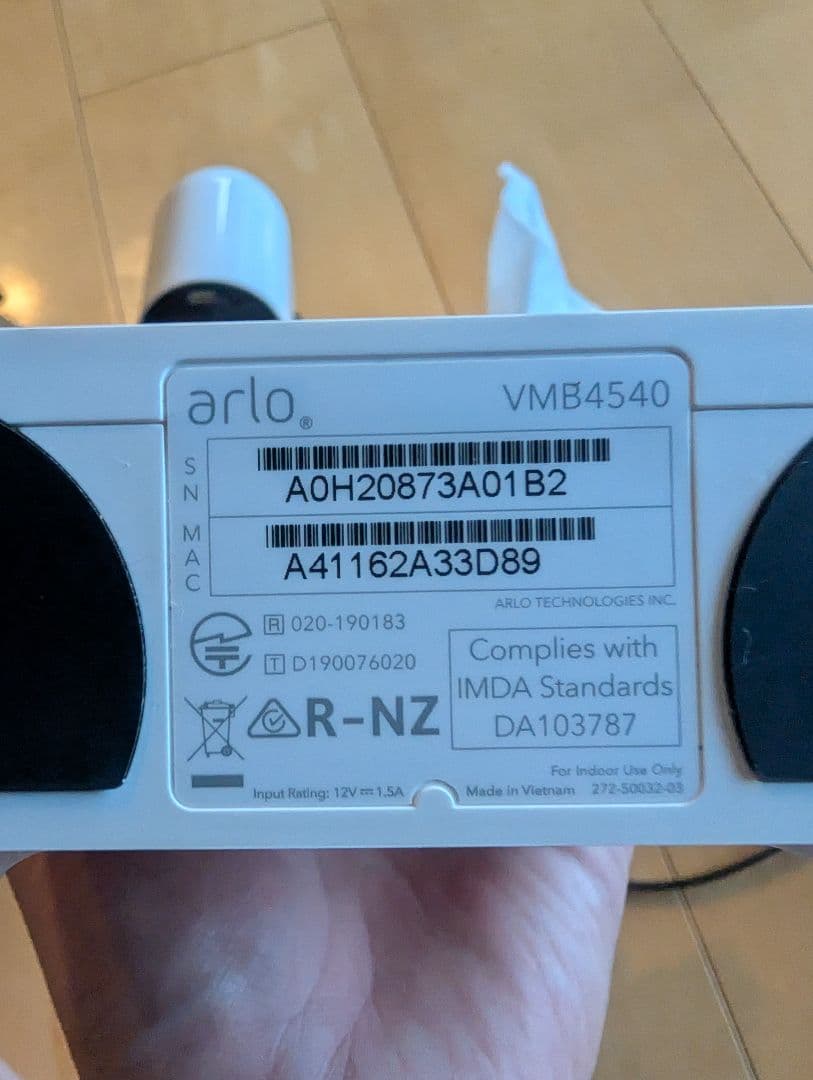 arlo® VMB4540
SN A0H20873A01B2
MAC A41162A33D89
ARLO TECHNOLOGIES INC.
R 020-190183
T D190076020
Complies with
IMDA Standards
DA103787
R-NZ
For Indoor Use Only
Input Rating: 12V⎓1.5A
Made in Vietnam 272-50032-03